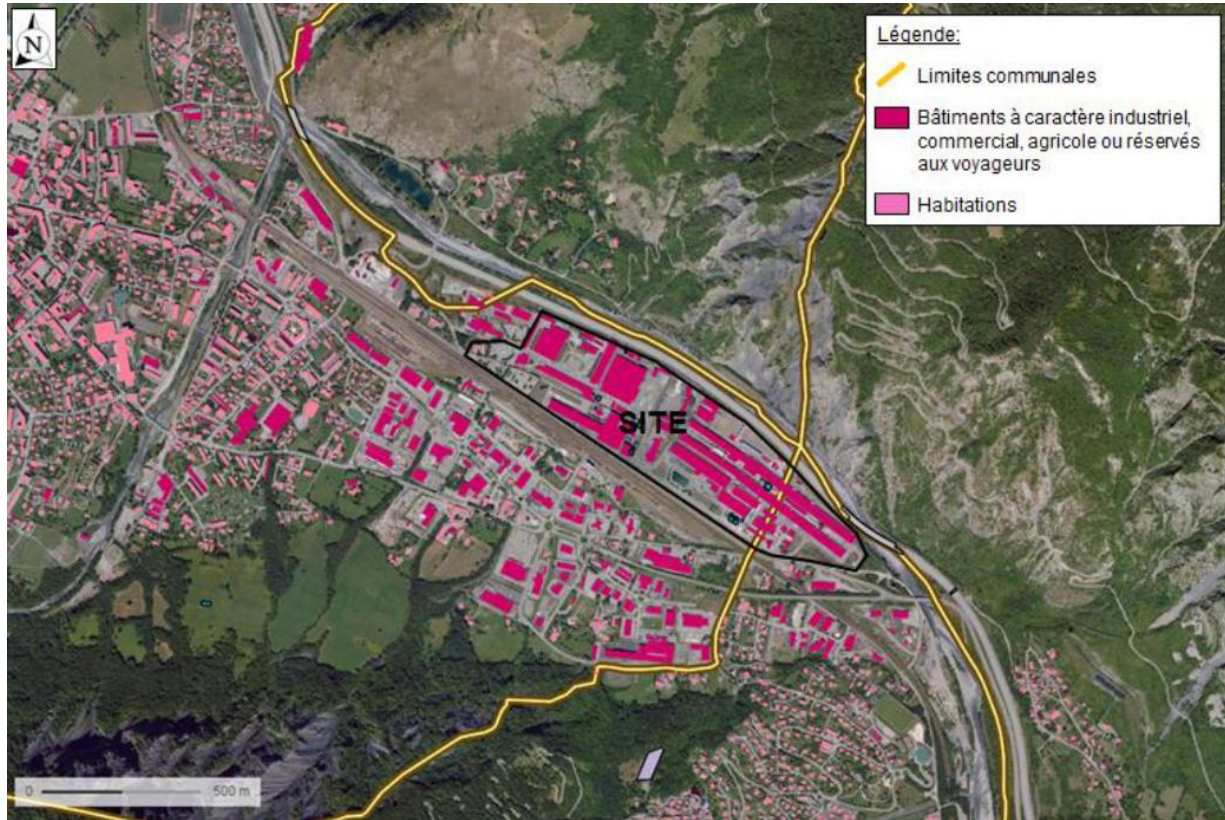 N
Légende:
Limites communales
Bâtiments à caractère industriel,
commercial, agricole ou réservés
aux voyageurs
Habitations
SITE
0 500 m